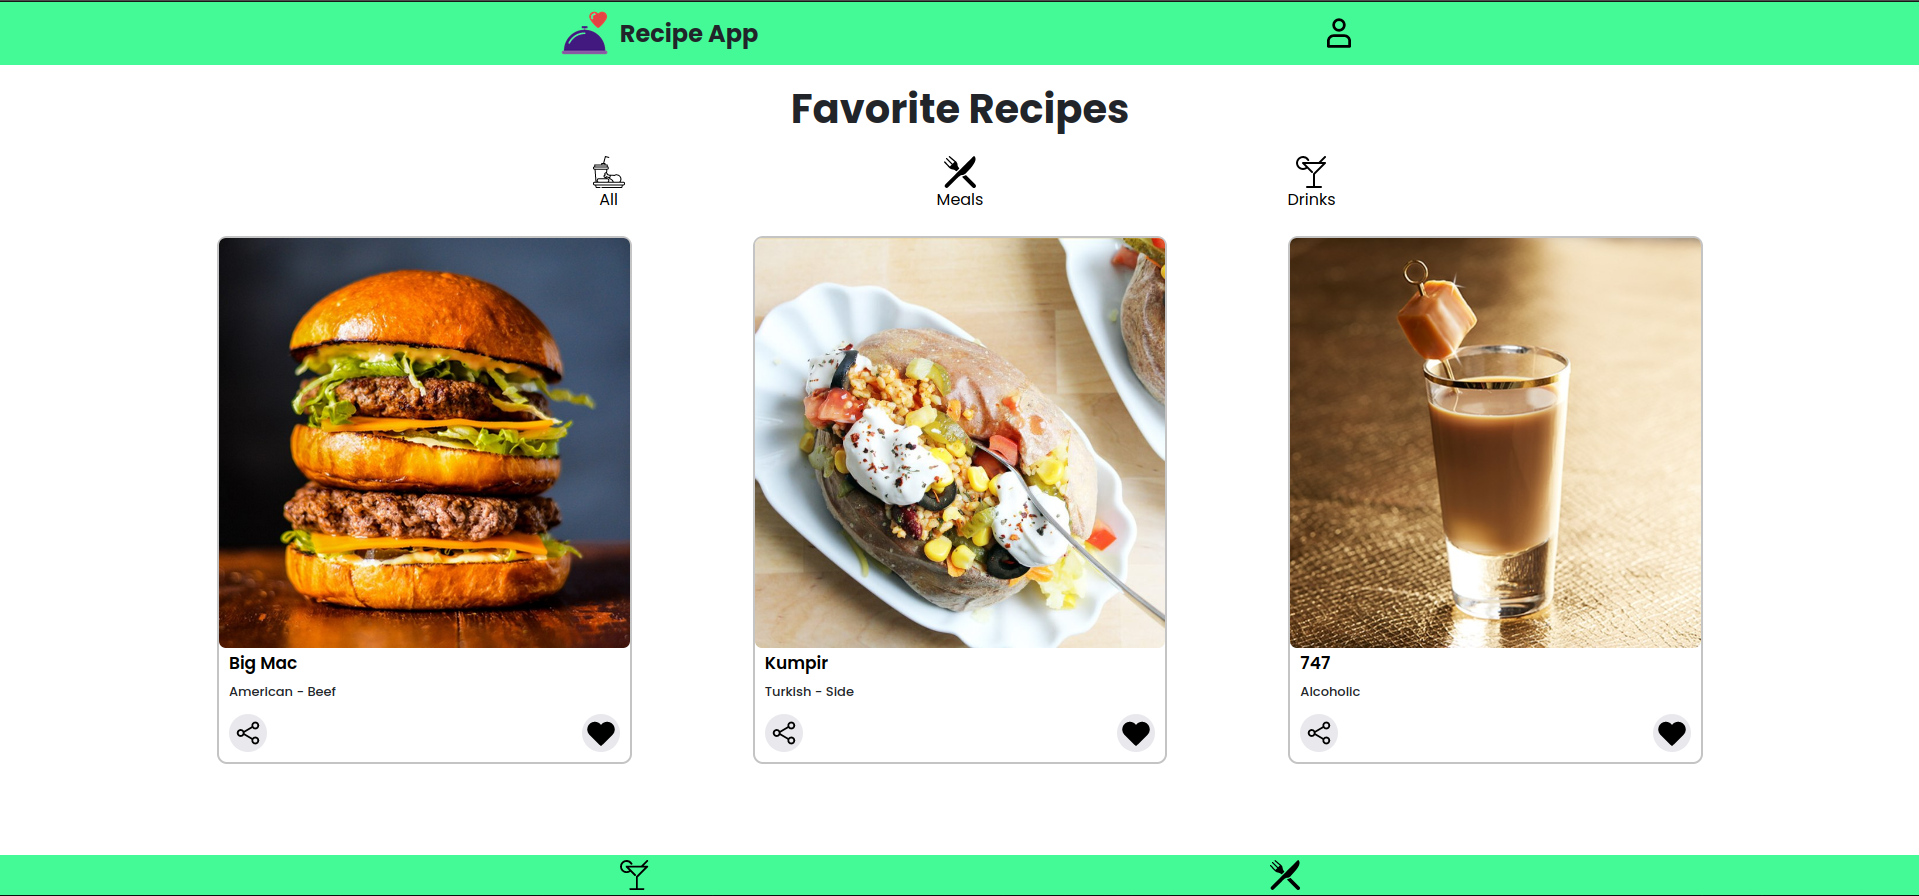 Recipe App
Favorite Recipes
All
Meals
Drinks
Big Mac
American - Beef
Kumpir
Turkish - Side
747
Alcoholic